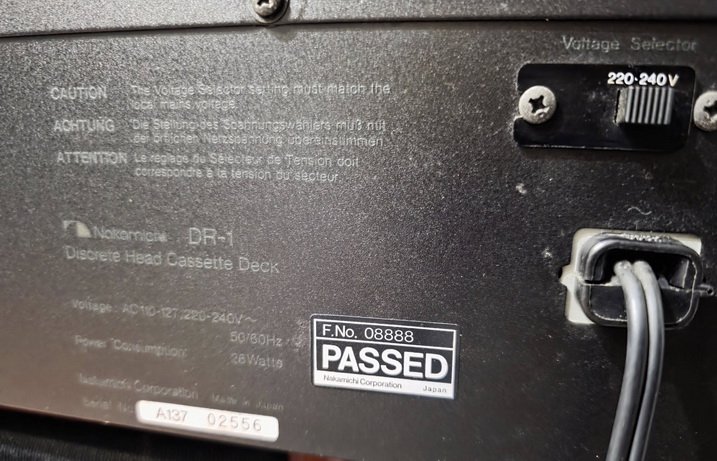 Voltage Selector
220-240V
CAUTION The Voltage Selector setting must match the
local mains voltage.
ACHTUNG Die Stellung des Spannungswählers muß mit
der örtlichen Netzspannung übereinstimmen.
ATTENTION Le réglage du Sélecteur de Tension doit
correspondre à la tension du secteur.
Nakamichi DR-1
Discrete Head Cassette Deck
Voltage: AC110-127, 220-240V~
50/60Hz
Power Consumption: Watts
F.No. 08888
PASSED
Nakamichi Corporation Japan
Nakamichi Corporation Made in Japan
Serial No. A137 02556